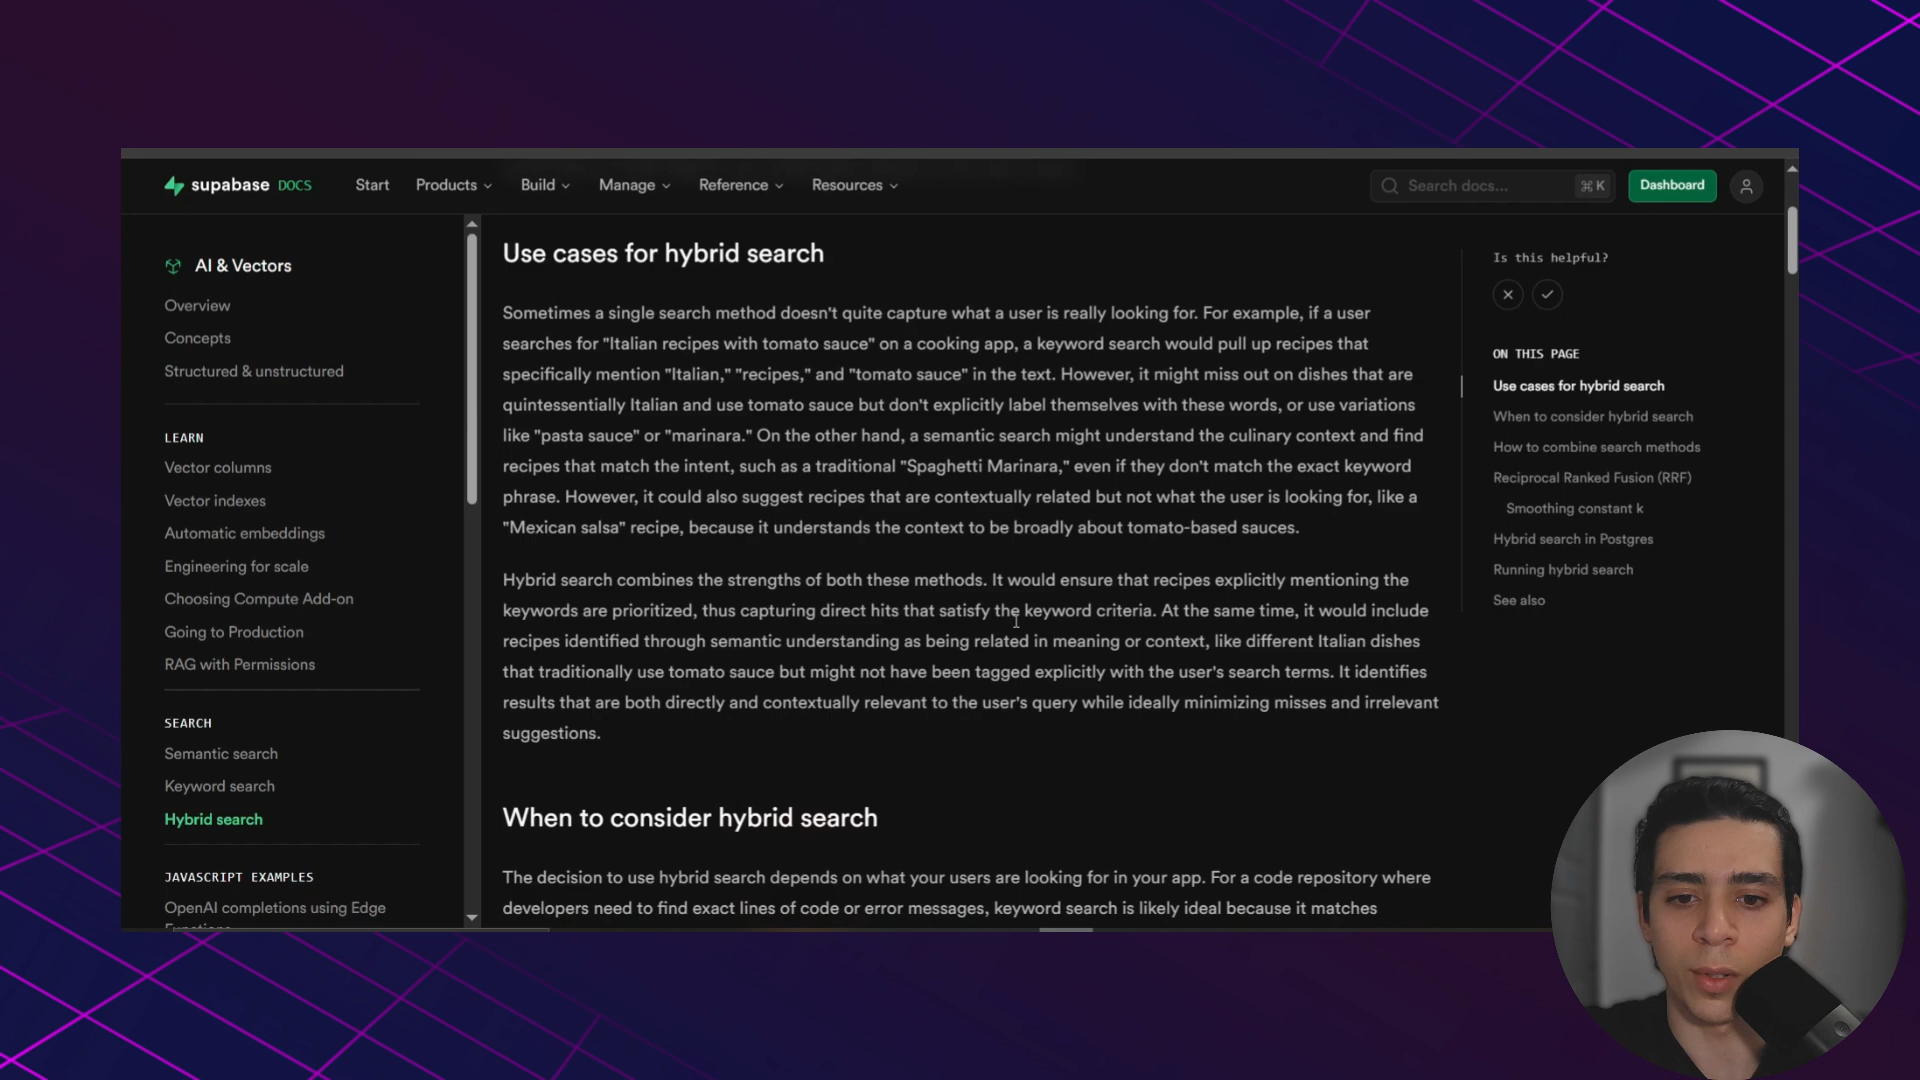 supabase DOCS
Start
Products
Build
Manage
Reference
Resources
Search docs...
⌘K
Dashboard
AI & Vectors
Overview
Concepts
Structured & unstructured
LEARN
Vector columns
Vector indexes
Automatic embeddings
Engineering for scale
Choosing Compute Add-on
Going to Production
RAG with Permissions
SEARCH
Semantic search
Keyword search
Hybrid search
JAVASCRIPT EXAMPLES
OpenAI completions using Edge
Use cases for hybrid search
Sometimes a single search method doesn't quite capture what a user is really looking for. For example, if a user
searches for "Italian recipes with tomato sauce" on a cooking app, a keyword search would pull up recipes that
specifically mention "Italian," "recipes," and "tomato sauce" in the text. However, it might miss out on dishes that are
quintessentially Italian and use tomato sauce but don't explicitly label themselves with these words, or use variations
like "pasta sauce" or "marinara." On the other hand, a semantic search might understand the culinary context and find
recipes that match the intent, such as a traditional "Spaghetti Marinara," even if they don't match the exact keyword
phrase. However, it could also suggest recipes that are contextually related but not what the user is looking for, like a
"Mexican salsa" recipe, because it understands the context to be broadly about tomato-based sauces.
Hybrid search combines the strengths of both these methods. It would ensure that recipes explicitly mentioning the
keywords are prioritized, thus capturing direct hits that satisfy the keyword criteria. At the same time, it would include
recipes identified through semantic understanding as being related in meaning or context, like different Italian dishes
that traditionally use tomato sauce but might not have been tagged explicitly with the user's search terms. It identifies
results that are both directly and contextually relevant to the user's query while ideally minimizing misses and irrelevant
suggestions.
When to consider hybrid search
The decision to use hybrid search depends on what your users are looking for in your app. For a code repository where
developers need to find exact lines of code or error messages, keyword search is likely ideal because it matches
Is this helpful?
ON THIS PAGE
Use cases for hybrid search
When to consider hybrid search
How to combine search methods
Reciprocal Ranked Fusion (RRF)
Smoothing constant k
Hybrid search in Postgres
Running hybrid search
See also